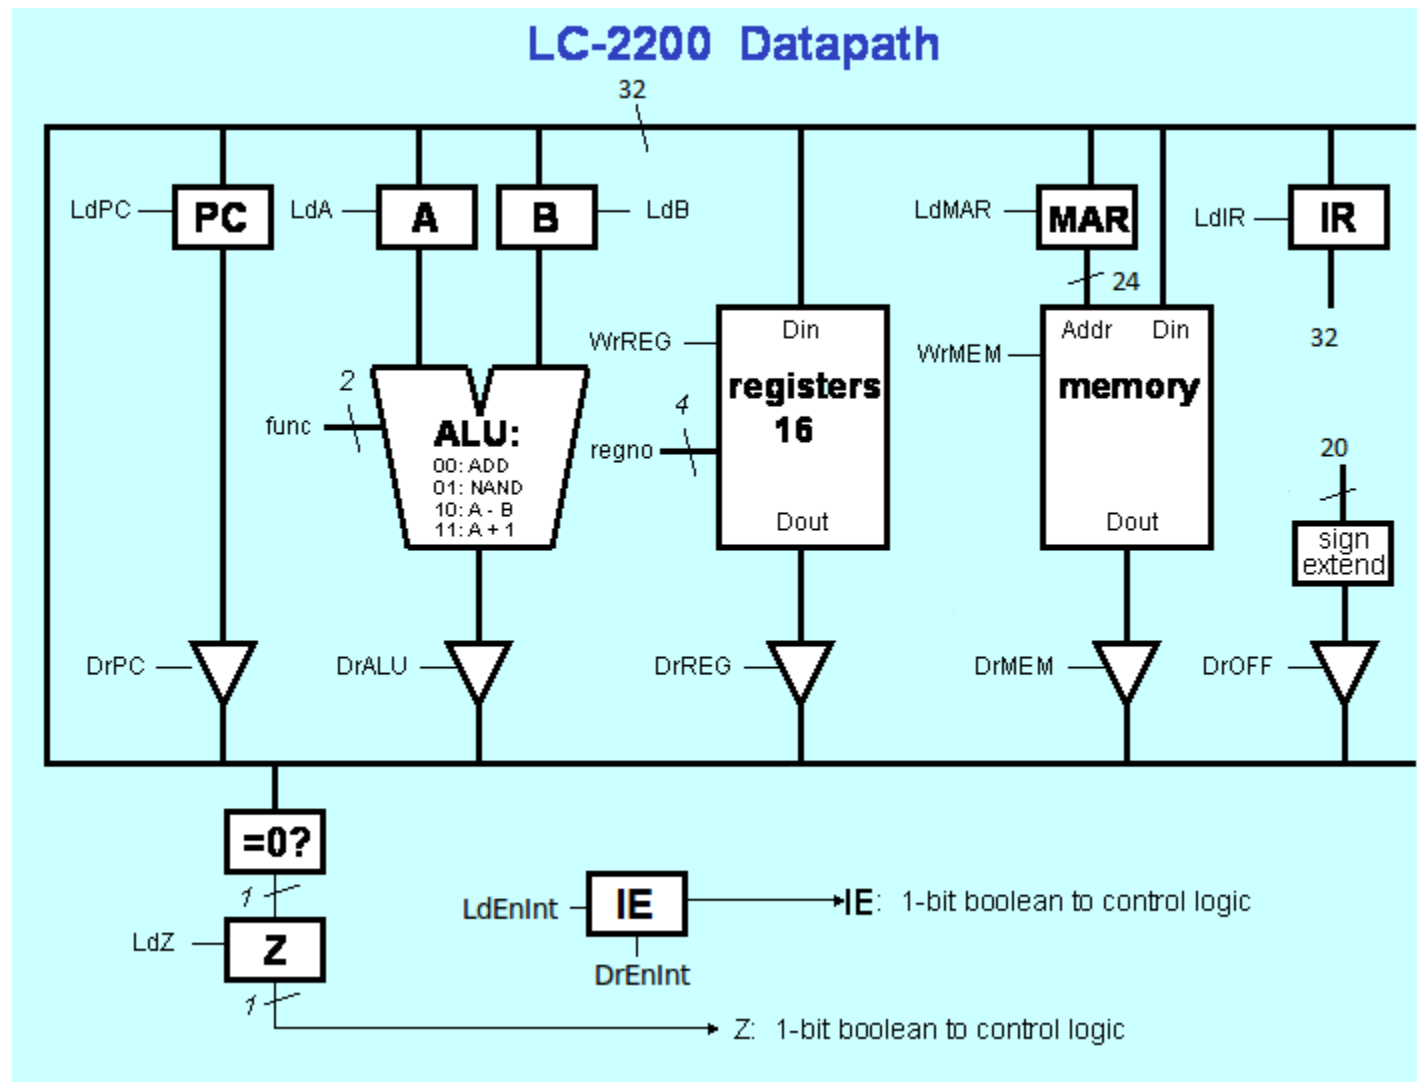 LC-2200 Datapath
32
LdPC
PC
LdA
A
B
LdB
LdMAR
MAR
LdIR
IR
24
32
WrREG
Din
registers
16
Dout
4
regno
WrMEM
Addr
Din
memory
Dout
2
func
ALU:
00: ADD
01: NAND
10: A - B
11: A + 1
20
sign
extend
DrPC
DrALU
DrREG
DrMEM
DrOFF
=0?
1
LdZ
Z
1
LdEnInt
IE
DrEnInt
IE: 1-bit boolean to control logic
Z: 1-bit boolean to control logic